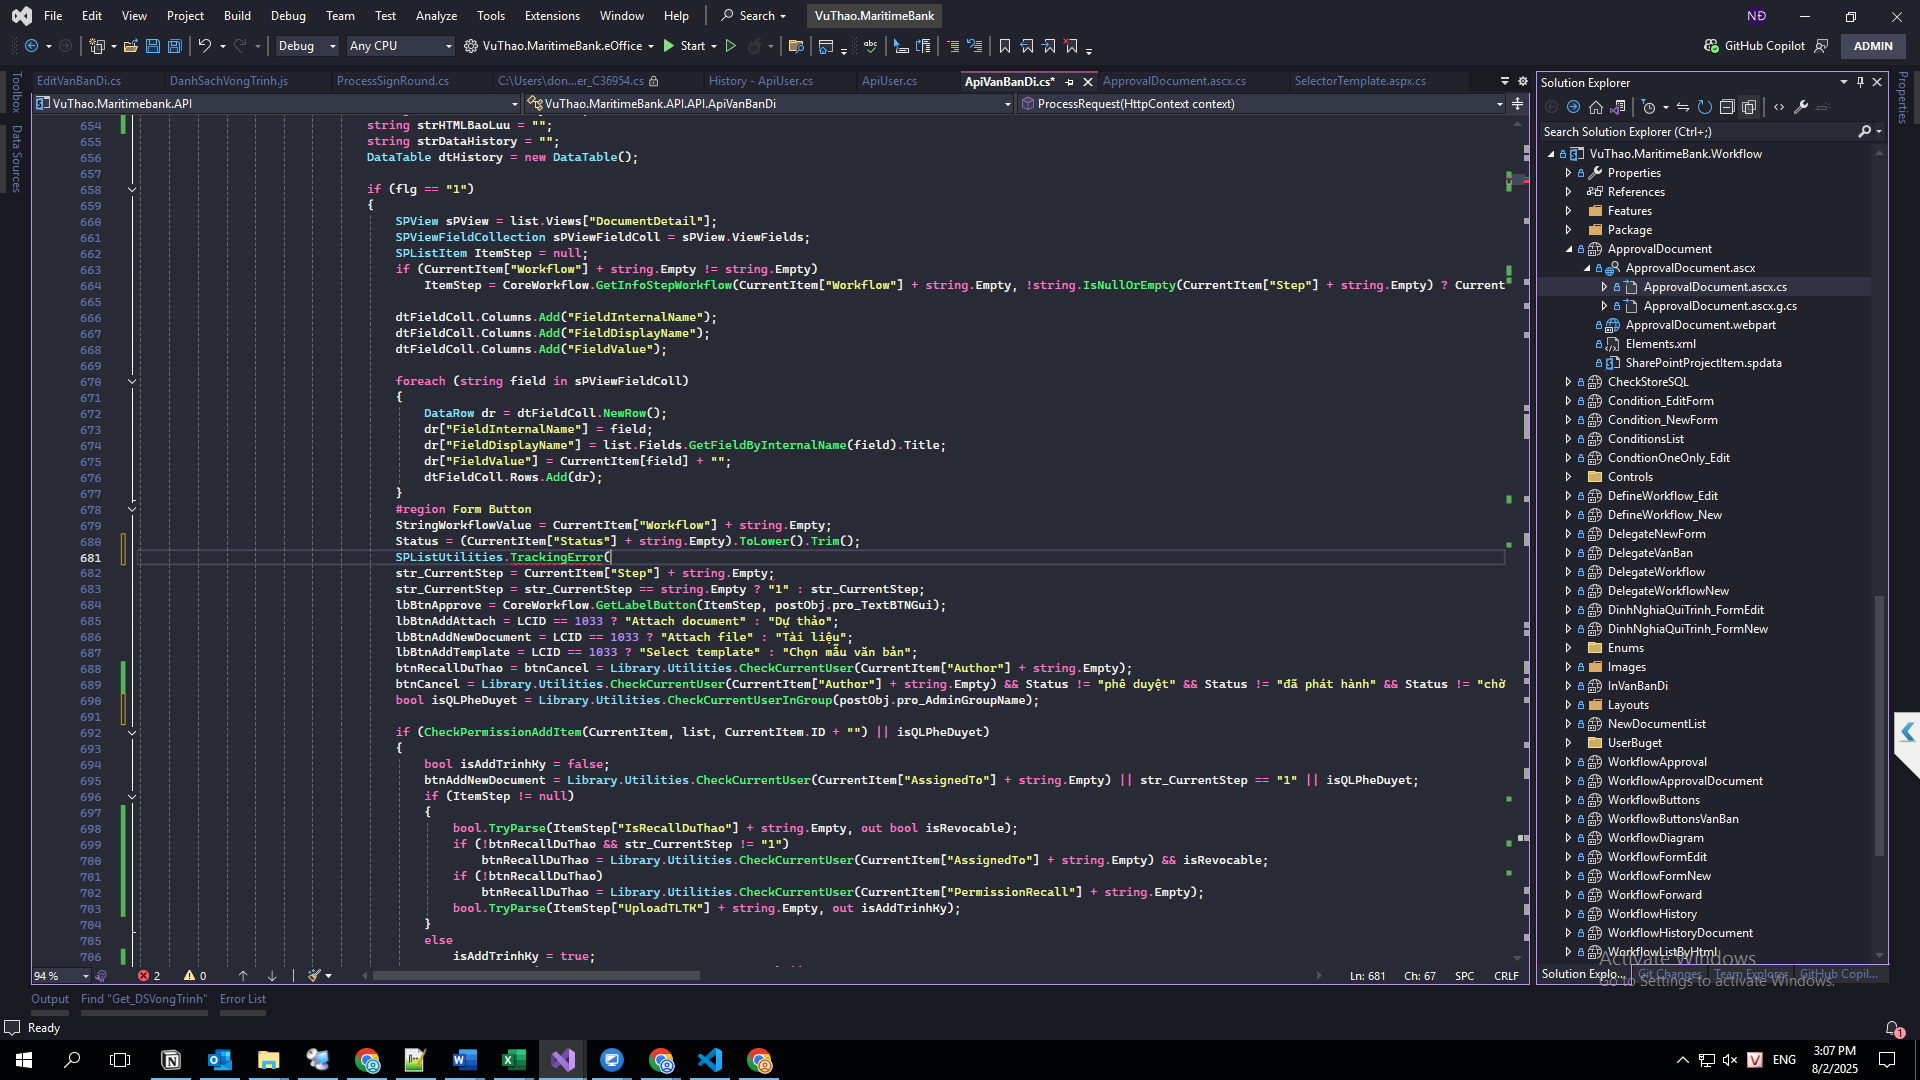 File Edit View Project Build Debug Team Test Analyze Tools Extensions Window Help Search VuThao.MaritimeBank NĐ
Debug Any CPU VuThao.MaritimeBank.eOffice Start GitHub Copilot ADMIN
EditVanBanDi.cs DanhSachVongTrinh.js ProcessSignRound.cs C:\Users\don...er_C36954.cs History - ApiUser.cs ApiUser.cs ApiVanBanDi.cs* ApprovalDocument.ascx.cs SelectorTemplate.aspx.cs
VuThao.Maritimebank.API VuThao.MaritimeBank.API.API.ApiVanBanDi ProcessRequest(HttpContext context)
Toolbox
Data Sources
654 string strHTMLBaoLuu = "";
655 string strDataHistory = "";
656 DataTable dtHistory = new DataTable();
657
658 if (flg == "1")
659 {
660 SPView sPView = list.Views["DocumentDetail"];
661 SPViewFieldCollection sPViewFieldColl = sPView.ViewFields;
662 SPListItem ItemStep = null;
663 if (CurrentItem["Workflow"] + string.Empty != string.Empty)
664 ItemStep = CoreWorkflow.GetInfoStepWorkflow(CurrentItem["Workflow"] + string.Empty, !string.IsNullOrEmpty(CurrentItem["Step"] + string.Empty) ? Current
665
666 dtFieldColl.Columns.Add("FieldInternalName");
667 dtFieldColl.Columns.Add("FieldDisplayName");
668 dtFieldColl.Columns.Add("FieldValue");
669
670 foreach (string field in sPViewFieldColl)
671 {
672 DataRow dr = dtFieldColl.NewRow();
673 dr["FieldInternalName"] = field;
674 dr["FieldDisplayName"] = list.Fields.GetFieldByInternalName(field).Title;
675 dr["FieldValue"] = CurrentItem[field] + "";
676 dtFieldColl.Rows.Add(dr);
677 }
678 #region Form Button
679 StringWorkflowValue = CurrentItem["Workflow"] + string.Empty;
680 Status = (CurrentItem["Status"] + string.Empty).ToLower().Trim();
681 SPListUtilities.TrackingError(
682 str_CurrentStep = CurrentItem["Step"] + string.Empty;
683 str_CurrentStep = str_CurrentStep == string.Empty ? "1" : str_CurrentStep;
684 lbBtnApprove = CoreWorkflow.GetLabelButton(ItemStep, postObj.pro_TextBTNGui);
685 lbBtnAddAttach = LCID == 1033 ? "Attach document" : "Dự thảo";
686 lbBtnAddNewDocument = LCID == 1033 ? "Attach file" : "Tài liệu";
687 lbBtnAddTemplate = LCID == 1033 ? "Select template" : "Chọn mẫu văn bản";
688 btnRecallDuThao = btnCancel = Library.Utilities.CheckCurrentUser(CurrentItem["Author"] + string.Empty);
689 btnCancel = Library.Utilities.CheckCurrentUser(CurrentItem["Author"] + string.Empty) && Status != "phê duyệt" && Status != "đã phát hành" && Status != "chờ
690 bool isQLPheDuyet = Library.Utilities.CheckCurrentUserInGroup(postObj.pro_AdminGroupName);
691
692 if (CheckPermissionAddItem(CurrentItem, list, CurrentItem.ID + "") || isQLPheDuyet)
693 {
694 bool isAddTrinhKy = false;
695 btnAddNewDocument = Library.Utilities.CheckCurrentUser(CurrentItem["AssignedTo"] + string.Empty) || str_CurrentStep == "1" || isQLPheDuyet;
696 if (ItemStep != null)
697 {
698 bool.TryParse(ItemStep["IsRecallDuThao"] + string.Empty, out bool isRevocable);
699 if (!btnRecallDuThao && str_CurrentStep != "1")
700 btnRecallDuThao = Library.Utilities.CheckCurrentUser(CurrentItem["AssignedTo"] + string.Empty) && isRevocable;
701 if (!btnRecallDuThao)
702 btnRecallDuThao = Library.Utilities.CheckCurrentUser(CurrentItem["PermissionRecall"] + string.Empty);
703 bool.TryParse(ItemStep["UploadTLTK"] + string.Empty, out isAddTrinhKy);
704 }
705 else
706 isAddTrinhKy = true;
94 % 2 0 Ln: 681 Ch: 67 SPC CRLF
Output Find "Get_DSVongTrinh" Error List
Ready
Solution Explorer
Properties
Search Solution Explorer (Ctrl+;)
VuThao.MaritimeBank.Workflow
Properties
References
Features
Package
ApprovalDocument
ApprovalDocument.ascx
ApprovalDocument.ascx.cs
ApprovalDocument.ascx.g.cs
ApprovalDocument.webpart
Elements.xml
SharePointProjectItem.spdata
CheckStoreSQL
Condition_EditForm
Condition_NewForm
ConditionsList
CondtionOneOnly_Edit
Controls
DefineWorkflow_Edit
DefineWorkflow_New
DelegateNewForm
DelegateVanBan
DelegateWorkflow
DelegateWorkflowNew
DinhNghiaQuiTrinh_FormEdit
DinhNghiaQuiTrinh_FormNew
Enums
Images
InVanBanDi
Layouts
NewDocumentList
UserBuget
WorkflowApproval
WorkflowApprovalDocument
WorkflowButtons
WorkflowButtonsVanBan
WorkflowDiagram
WorkflowFormEdit
WorkflowFormNew
WorkflowForward
WorkflowHistory
WorkflowHistoryDocument
WorkflowListByHtml
Activate Windows
Solution Explo... Git Changes Team Explorer GitHub Copil...
Go to Settings to activate Windows.
1
ENG
3:07 PM
8/2/2025